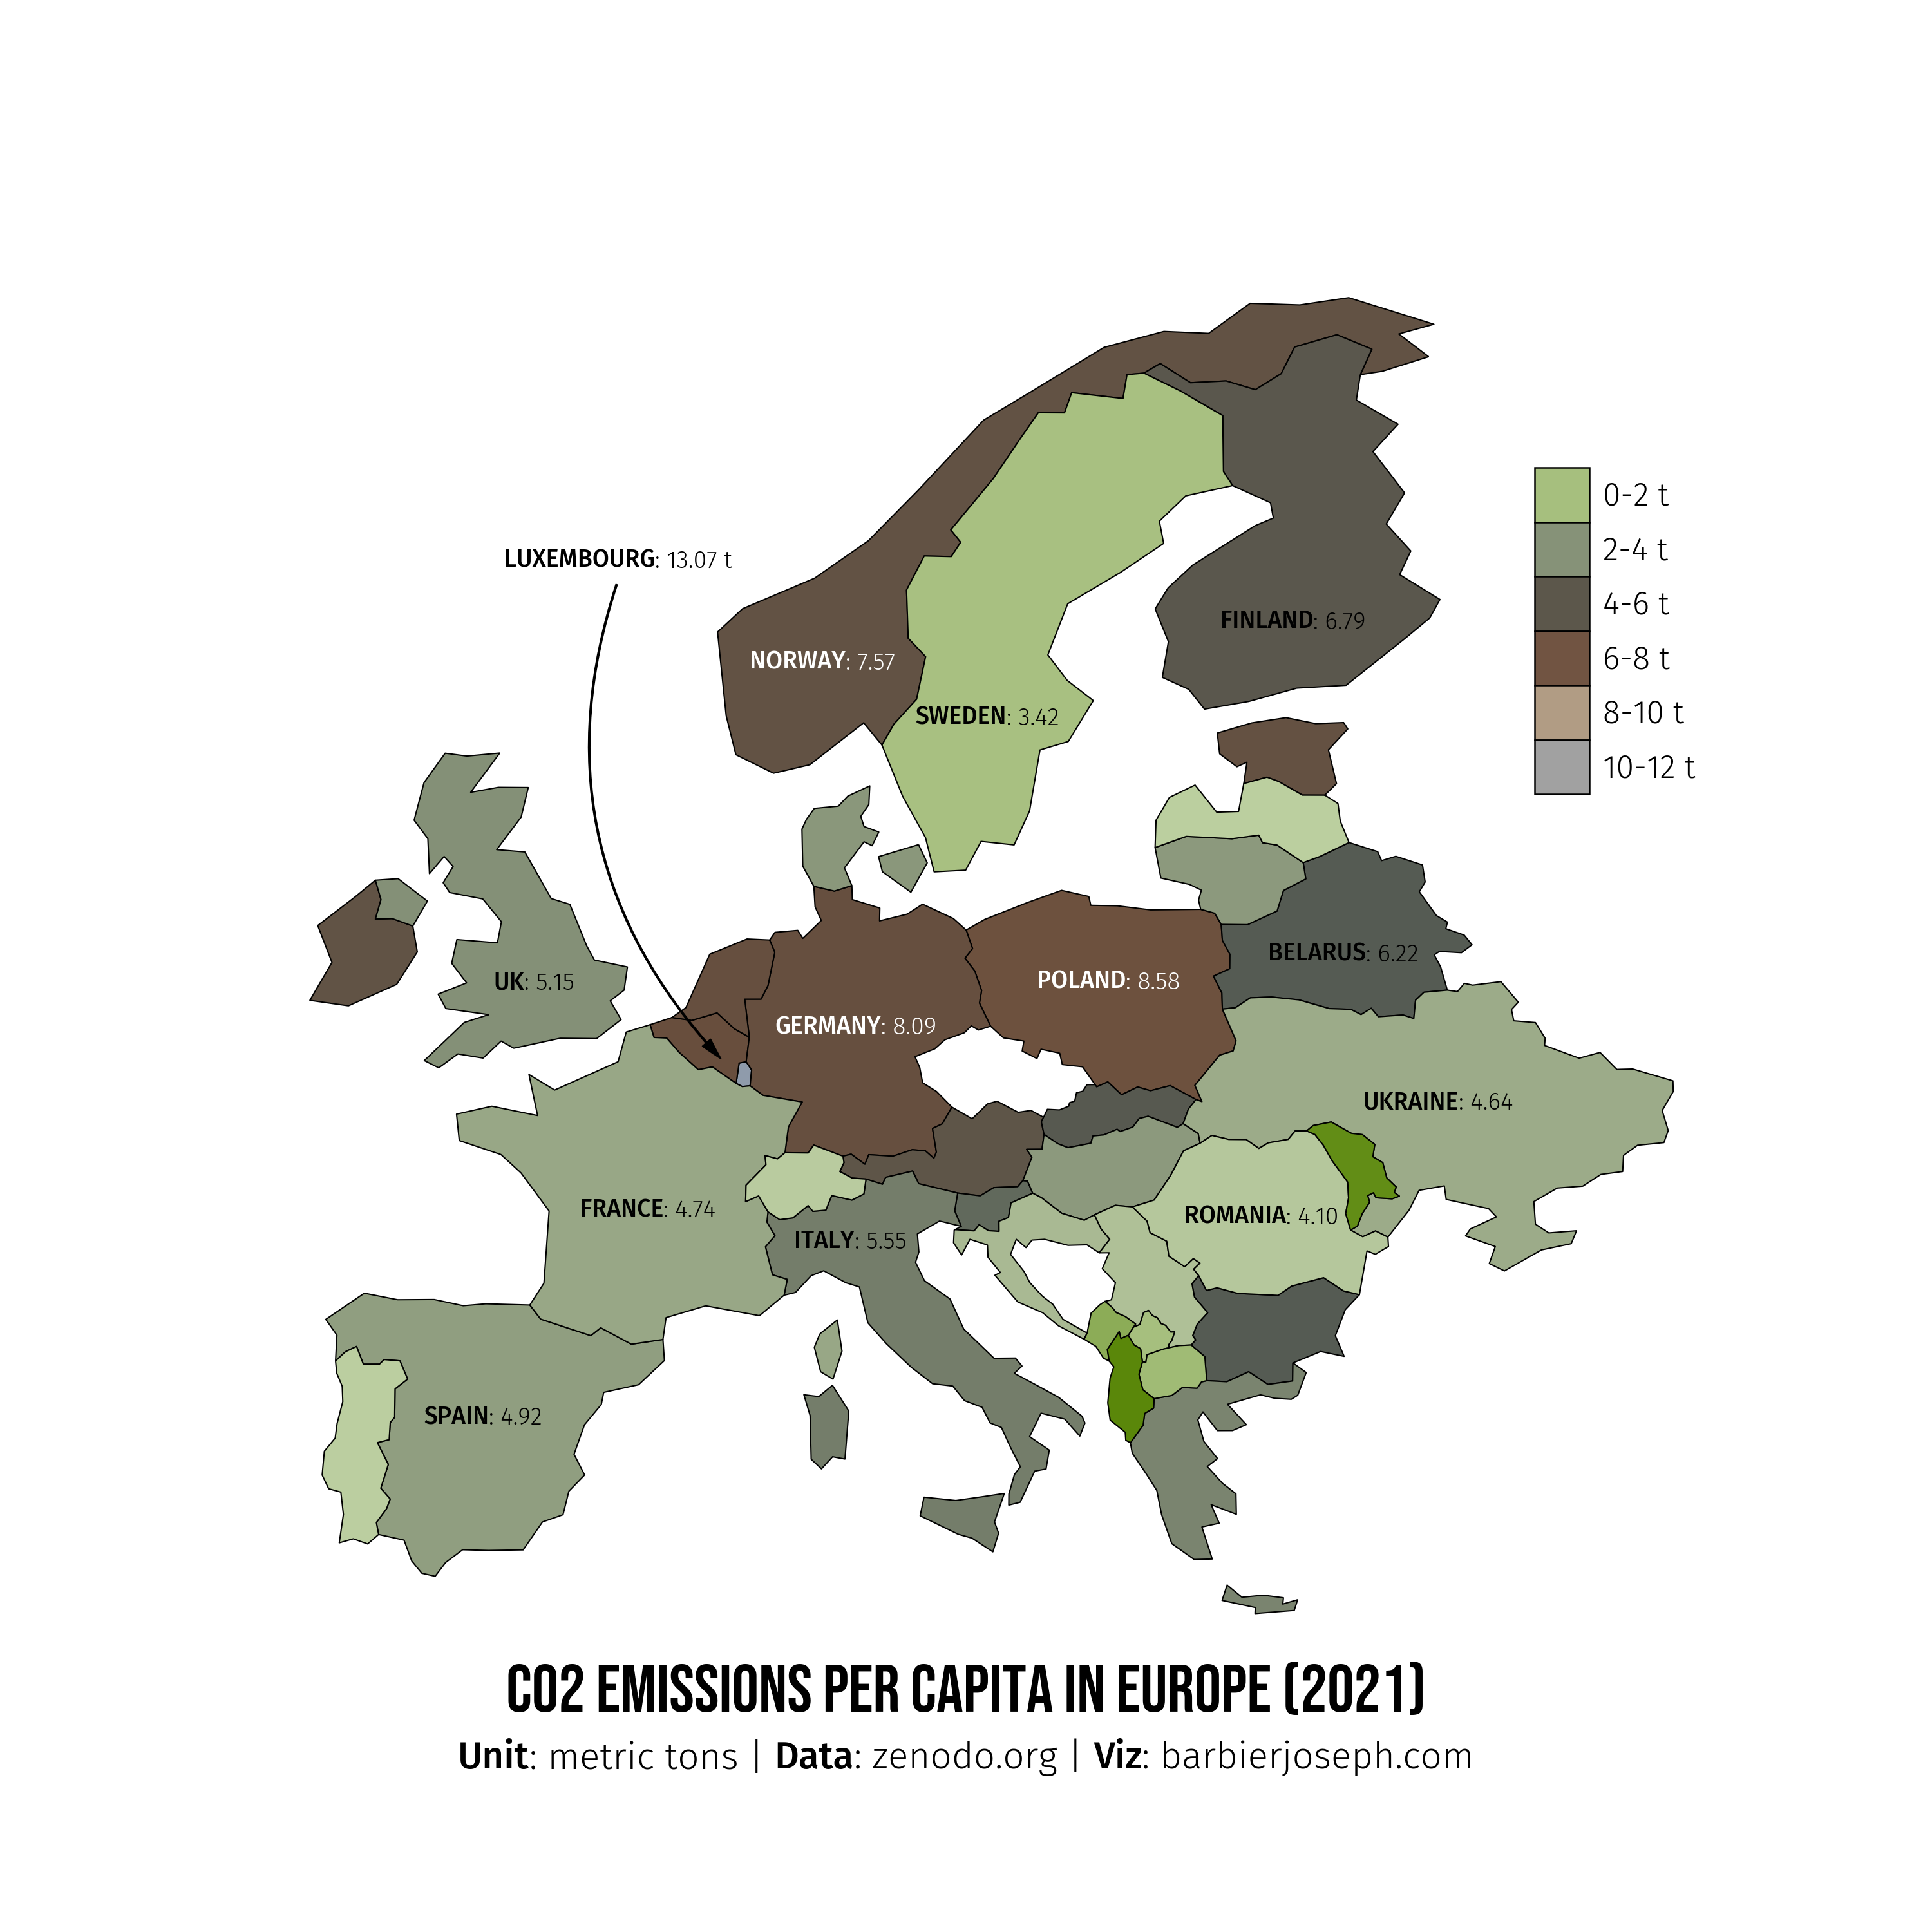 LUXEMBOURG: 13.07 t
NORWAY: 7.57
FINLAND: 6.79
SWEDEN: 3.42
0-2 t
2-4 t
4-6 t
6-8 t
8-10 t
10-12 t
UK: 5.15
BELARUS: 6.22
POLAND: 8.58
GERMANY: 8.09
UKRAINE: 4.64
FRANCE: 4.74
ROMANIA: 4.10
ITALY: 5.55
SPAIN: 4.92
CO2 EMISSIONS PER CAPITA IN EUROPE (2021)
Unit: metric tons | Data: zenodo.org | Viz: barbierjoseph.com